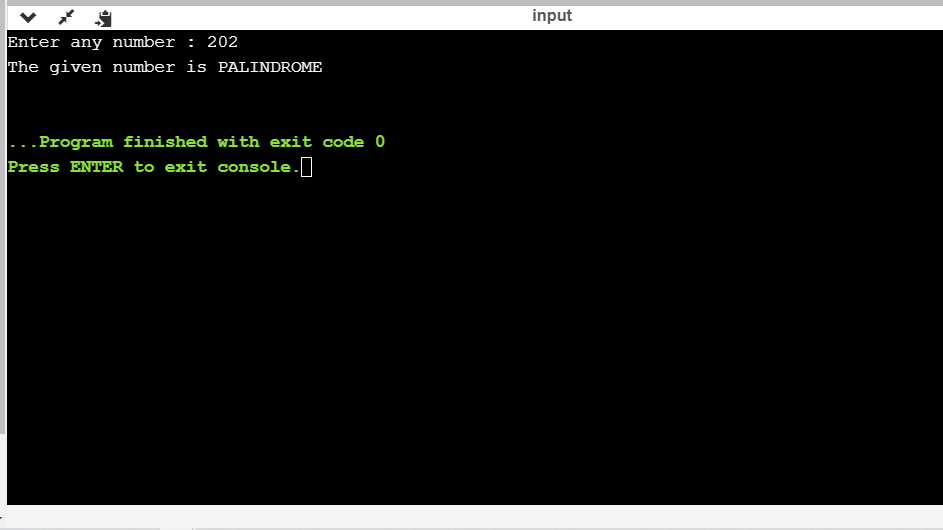 input
Enter any number : 202
The given number is PALINDROME
...Program finished with exit code 0
Press ENTER to exit console.